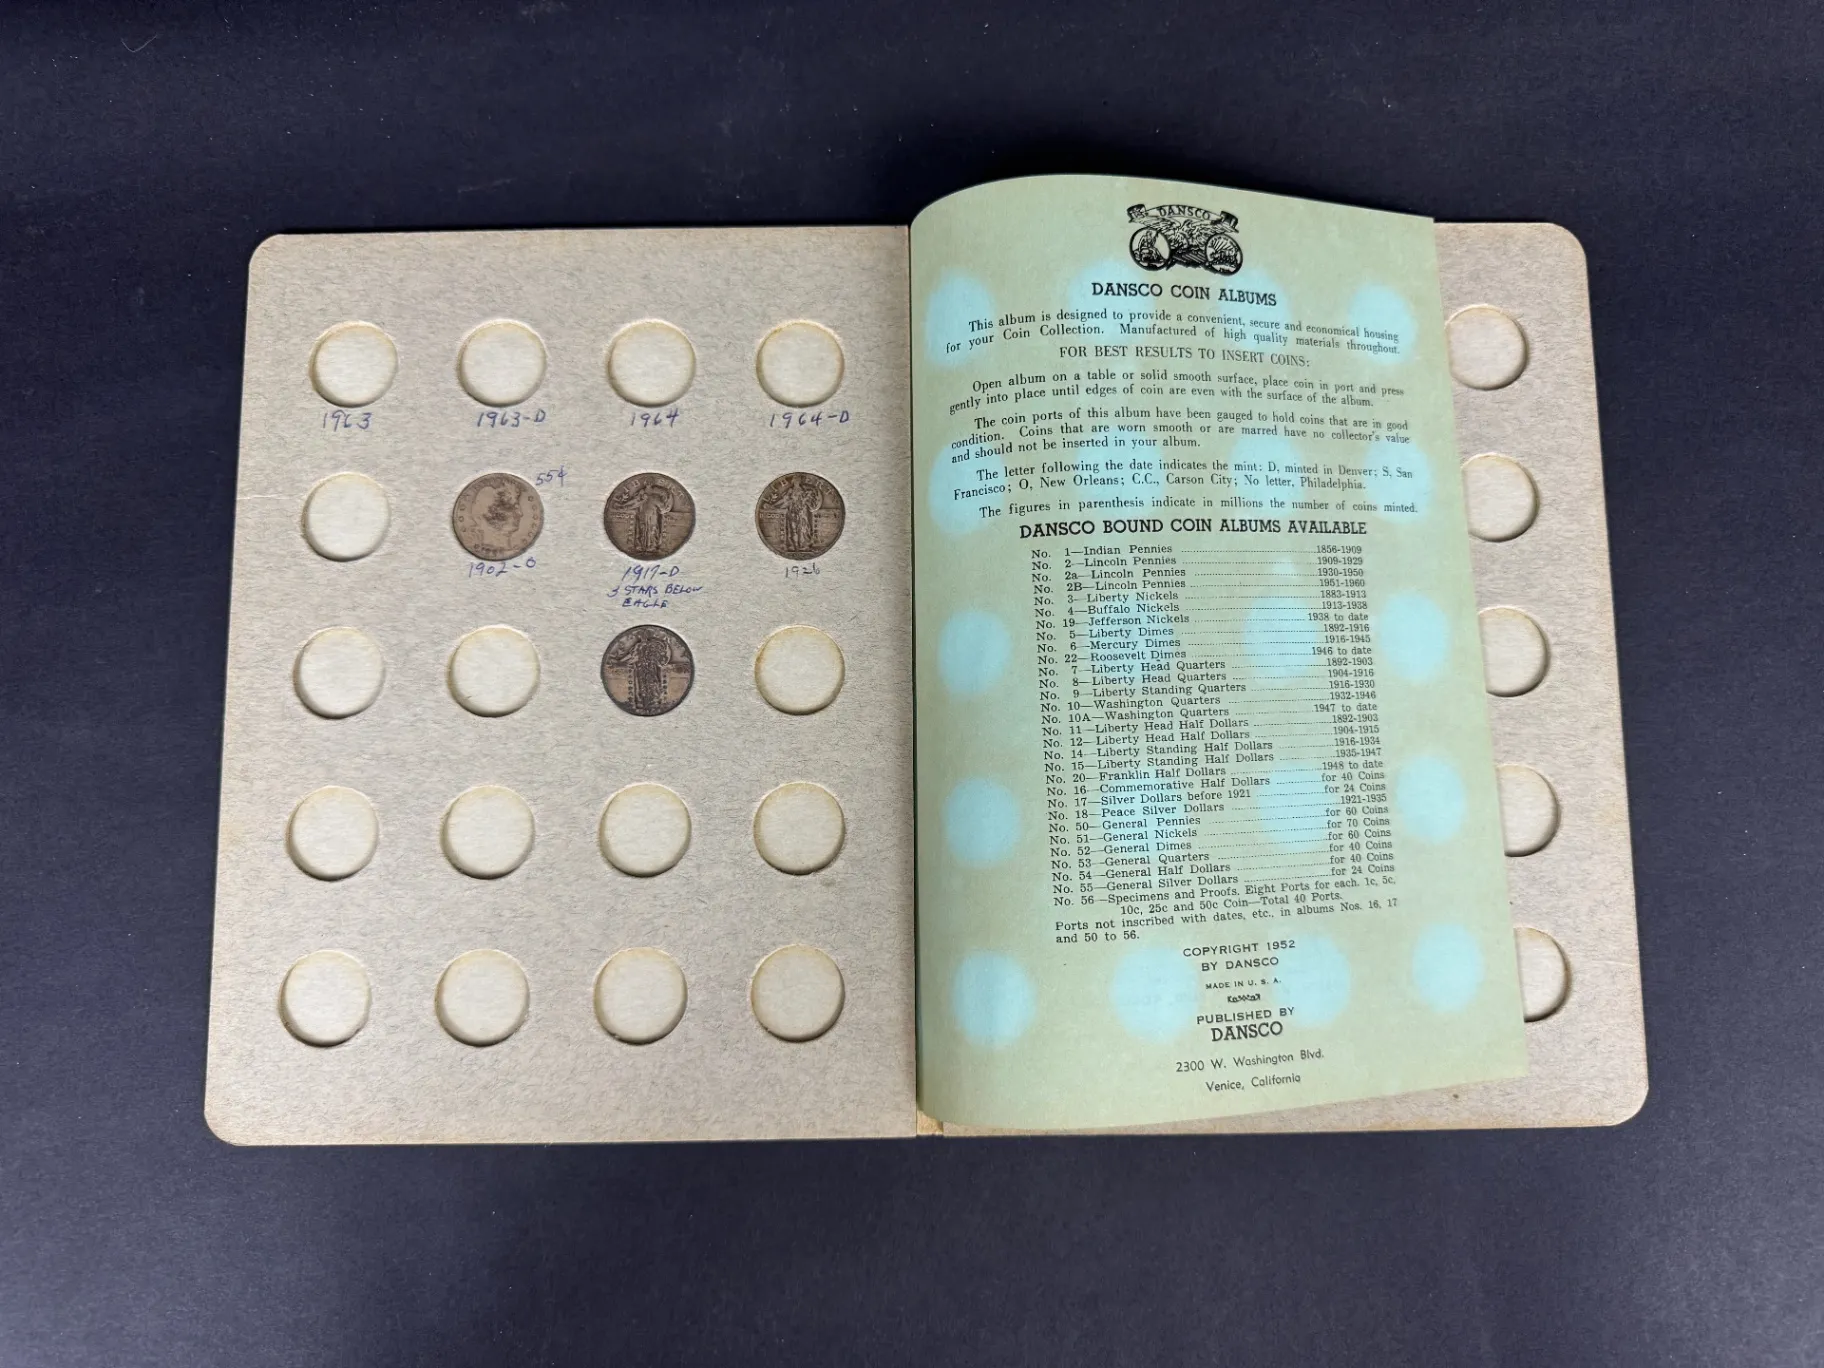 1963
1963-D
1964
1964-D
55¢
1902-O
1917-D
3 STARS BELOW
EAGLE
1926
DANSCO
DANSCO COIN ALBUMS
This album is designed to provide a convenient, secure and economical housing
for your Coin Collection. Manufactured of high quality materials throughout.
FOR BEST RESULTS TO INSERT COINS:
Open album on a table or solid smooth surface, place coin in port and press
gently into place until edges of coin are even with the surface of the album.
The coin ports of this album have been gauged to hold coins that are in good
condition. Coins that are worn smooth or are marred have no collector's value
and should not be inserted in your album.
The letter following the date indicates the mint: D, minted in Denver; S, San
Francisco; O, New Orleans; C.C., Carson City; No letter, Philadelphia.
The figures in parenthesis indicate in millions the number of coins minted.
DANSCO BOUND COIN ALBUMS AVAILABLE
No. 1—Indian Pennies 1856-1909
No. 2—Lincoln Pennies 1909-1929
No. 2a—Lincoln Pennies 1930-1950
No. 2B—Lincoln Pennies 1951-1960
No. 3—Liberty Nickels 1883-1913
No. 4—Buffalo Nickels 1913-1938
No. 19—Jefferson Nickels 1938 to date
No. 5—Liberty Dimes 1892-1916
No. 6—Mercury Dimes 1916-1945
No. 22—Roosevelt Dimes 1946 to date
No. 7—Liberty Head Quarters 1892-1903
No. 8—Liberty Head Quarters 1904-1916
No. 9—Liberty Standing Quarters 1916-1930
No. 10—Washington Quarters 1932-1946
No. 10A—Washington Quarters 1947 to date
No. 11—Liberty Head Half Dollars 1892-1903
No. 12—Liberty Head Half Dollars 1904-1915
No. 14—Liberty Standing Half Dollars 1916-1934
No. 15—Liberty Standing Half Dollars 1935-1947
No. 20—Franklin Half Dollars 1948 to date
No. 16—Commemorative Half Dollars for 40 Coins
No. 17—Silver Dollars before 1921 for 24 Coins
No. 18—Peace Silver Dollars 1921-1935
No. 50—General Pennies for 60 Coins
No. 51—General Nickels for 70 Coins
No. 52—General Dimes for 60 Coins
No. 53—General Quarters for 40 Coins
No. 54—General Half Dollars for 40 Coins
No. 55—General Silver Dollars for 24 Coins
No. 56—Specimens and Proofs. Eight Ports for each. 1c, 5c,
10c, 25c and 50c Coin—Total 40 Ports.
Ports not inscribed with dates, etc., in albums Nos. 16, 17
and 50 to 56.
COPYRIGHT 1952
BY DANSCO
MADE IN U. S. A.
PUBLISHED BY
DANSCO
2300 W. Washington Blvd.
Venice, California